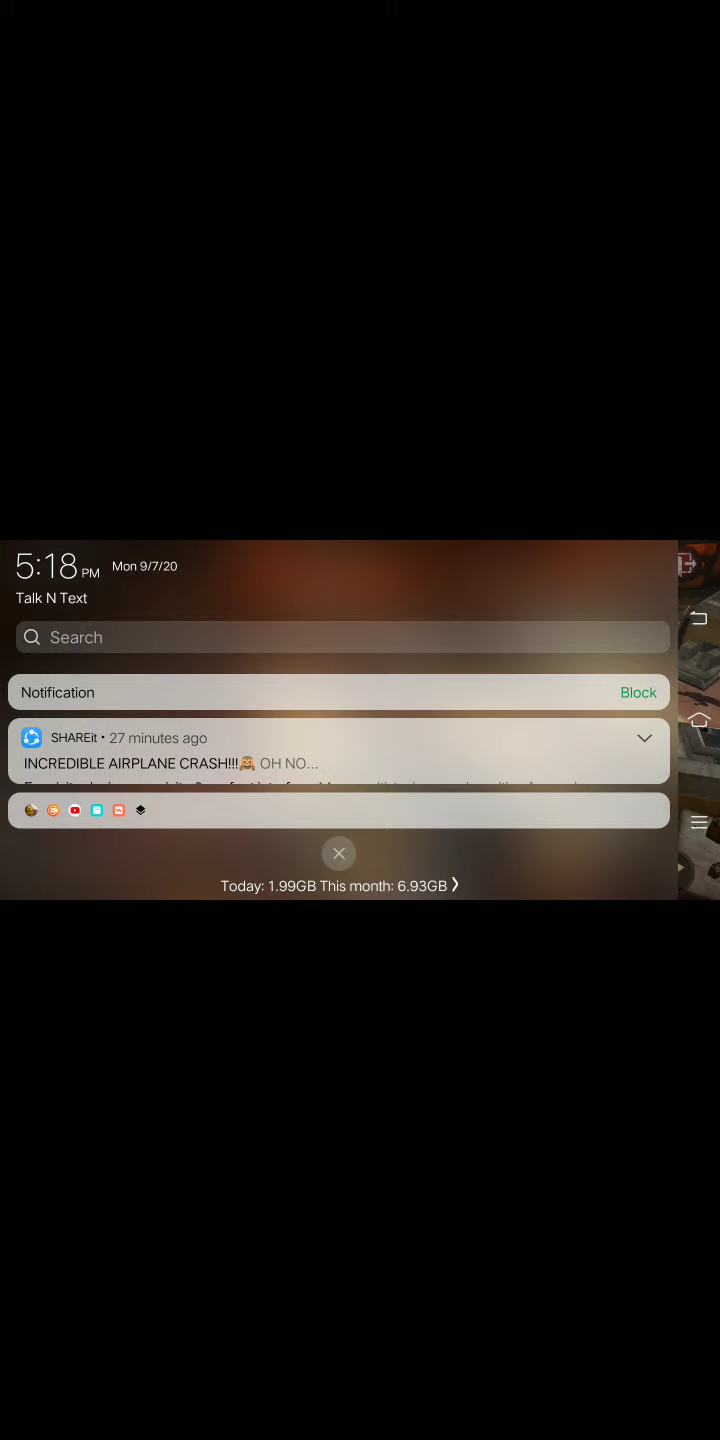 5:18 PM Mon 9/7/20
Talk N Text
Search
Notification Block
SHAREit • 27 minutes ago
INCREDIBLE AIRPLANE CRASH!!!🙈 OH NO...
Today: 1.99GB This month: 6.93GB